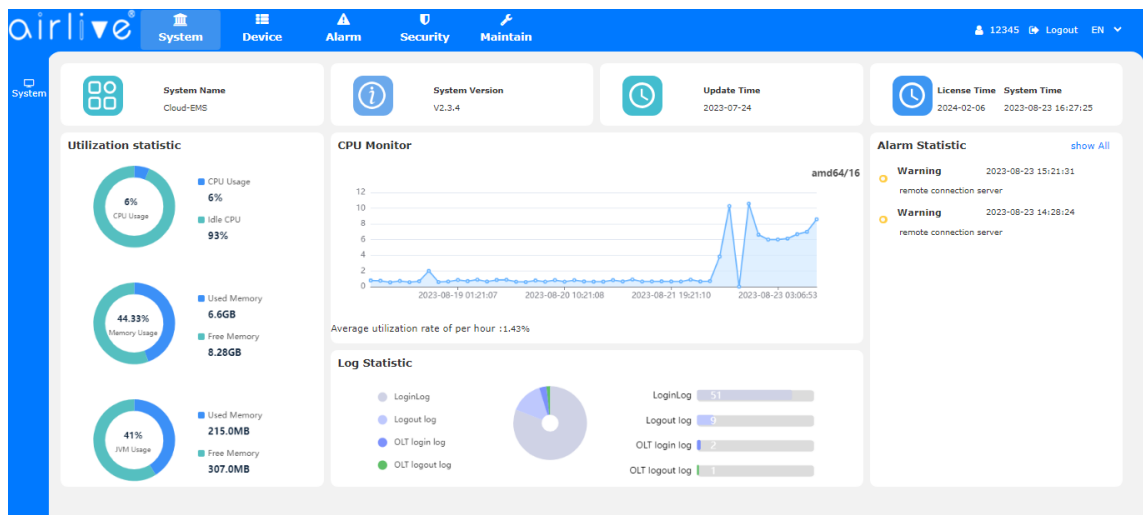 airlive®
System
Device
Alarm
Security
Maintain
12345
Logout
EN
System
System Name
Cloud-EMS
System Version
V2.3.4
Update Time
2023-07-24
License Time
2024-02-06
System Time
2023-08-23 16:27:25
Utilization statistic
6%
CPU Usage
CPU Usage
6%
Idle CPU
93%
44.33%
Memory Usage
Used Memory
6.6GB
Free Memory
8.28GB
41%
JVM Usage
Used Memory
215.0MB
Free Memory
307.0MB
CPU Monitor
amd64/16
12
10
8
6
4
2
0
2023-08-19 01:21:07
2023-08-20 10:21:08
2023-08-21 19:21:10
2023-08-23 03:06:53
Average utilization rate of per hour :1.43%
Log Statistic
LoginLog
Logout log
OLT login log
OLT logout log
LoginLog 51
Logout log 9
OLT login log 2
OLT logout log 1
Alarm Statistic
show All
Warning 2023-08-23 15:21:31
remote connection server
Warning 2023-08-23 14:28:24
remote connection server